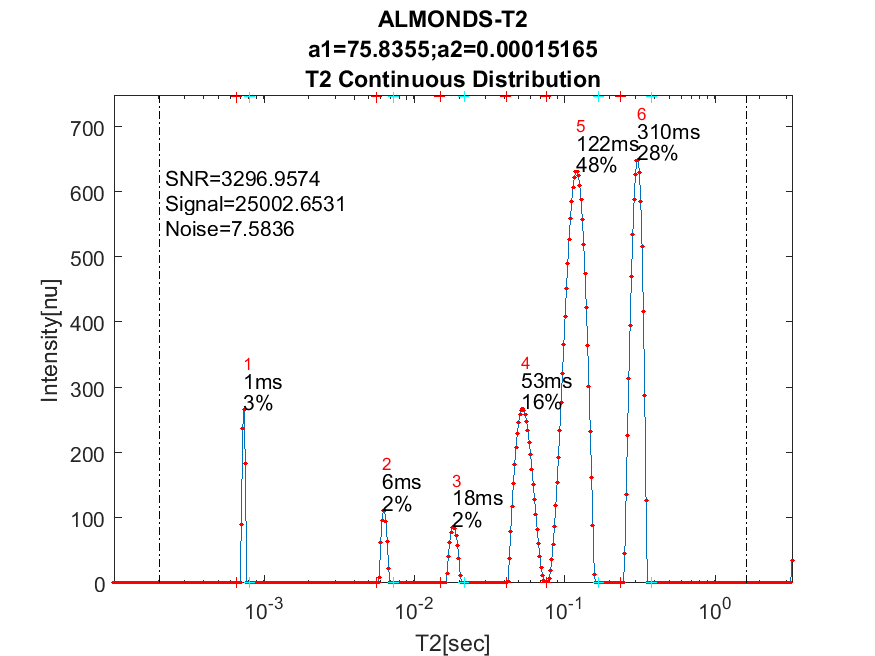 ALMONDS-T2
a1=75.8355;a2=0.00015165
T2 Continuous Distribution
700
600
500
400
300
200
100
0
Intensity[nu]
SNR=3296.9574
Signal=25002.6531
Noise=7.5836
1
1ms
3%
2
6ms
2%
3
18ms
2%
4
53ms
16%
5
122ms
48%
6
310ms
28%
10^-3 10^-2 10^-1 10^0
T2[sec]